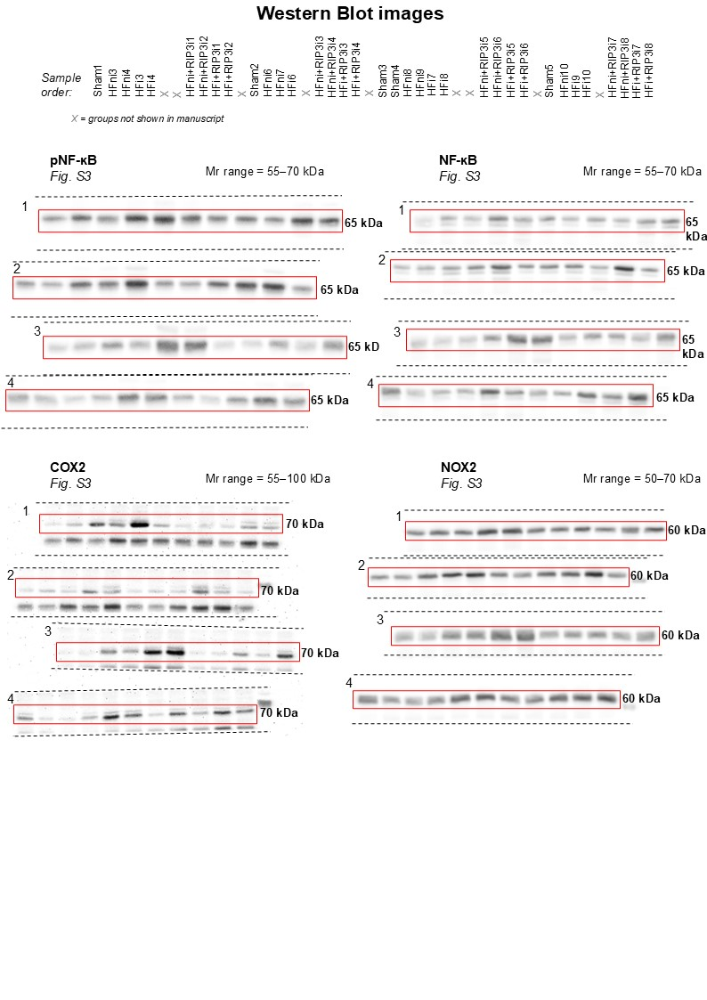 Western Blot images
Sample order: Sham1 HFni3 HFni4 HFi3 HFi4 X X HFni+RIP3i1 HFni+RIP3i2 HFi+RIP3i1 HFi+RIP3i2 X Sham2 HFni6 HFni7 HFi6 X HFni+RIP3i3 HFni+RIP3i4 HFi+RIP3i3 HFi+RIP3i4 X Sham3 Sham4 HFni8 HFni9 HFi7 HFi8 X X HFni+RIP3i5 HFni+RIP3i6 HFi+RIP3i5 HFi+RIP3i6 X Sham5 HFni10 HFi9 HFi10 X HFni+RIP3i7 HFni+RIP3i8 HFi+RIP3i7 HFi+RIP3i8
X = groups not shown in manuscript
pNF-κB
Fig. S3
Mr range = 55–70 kDa
1
65 kDa
2
65 kDa
3
65 kD
4
65 kDa
NF-κB
Fig. S3
Mr range = 55–70 kDa
1
65
kDa
2
65 kDa
3
65
kDa
4
65 kDa
COX2
Fig. S3
Mr range = 55–100 kDa
1
70 kDa
2
70 kDa
3
70 kDa
4
70 kDa
NOX2
Fig. S3
Mr range = 50–70 kDa
1
60 kDa
2
60 kDa
3
60 kDa
4
60 kDa